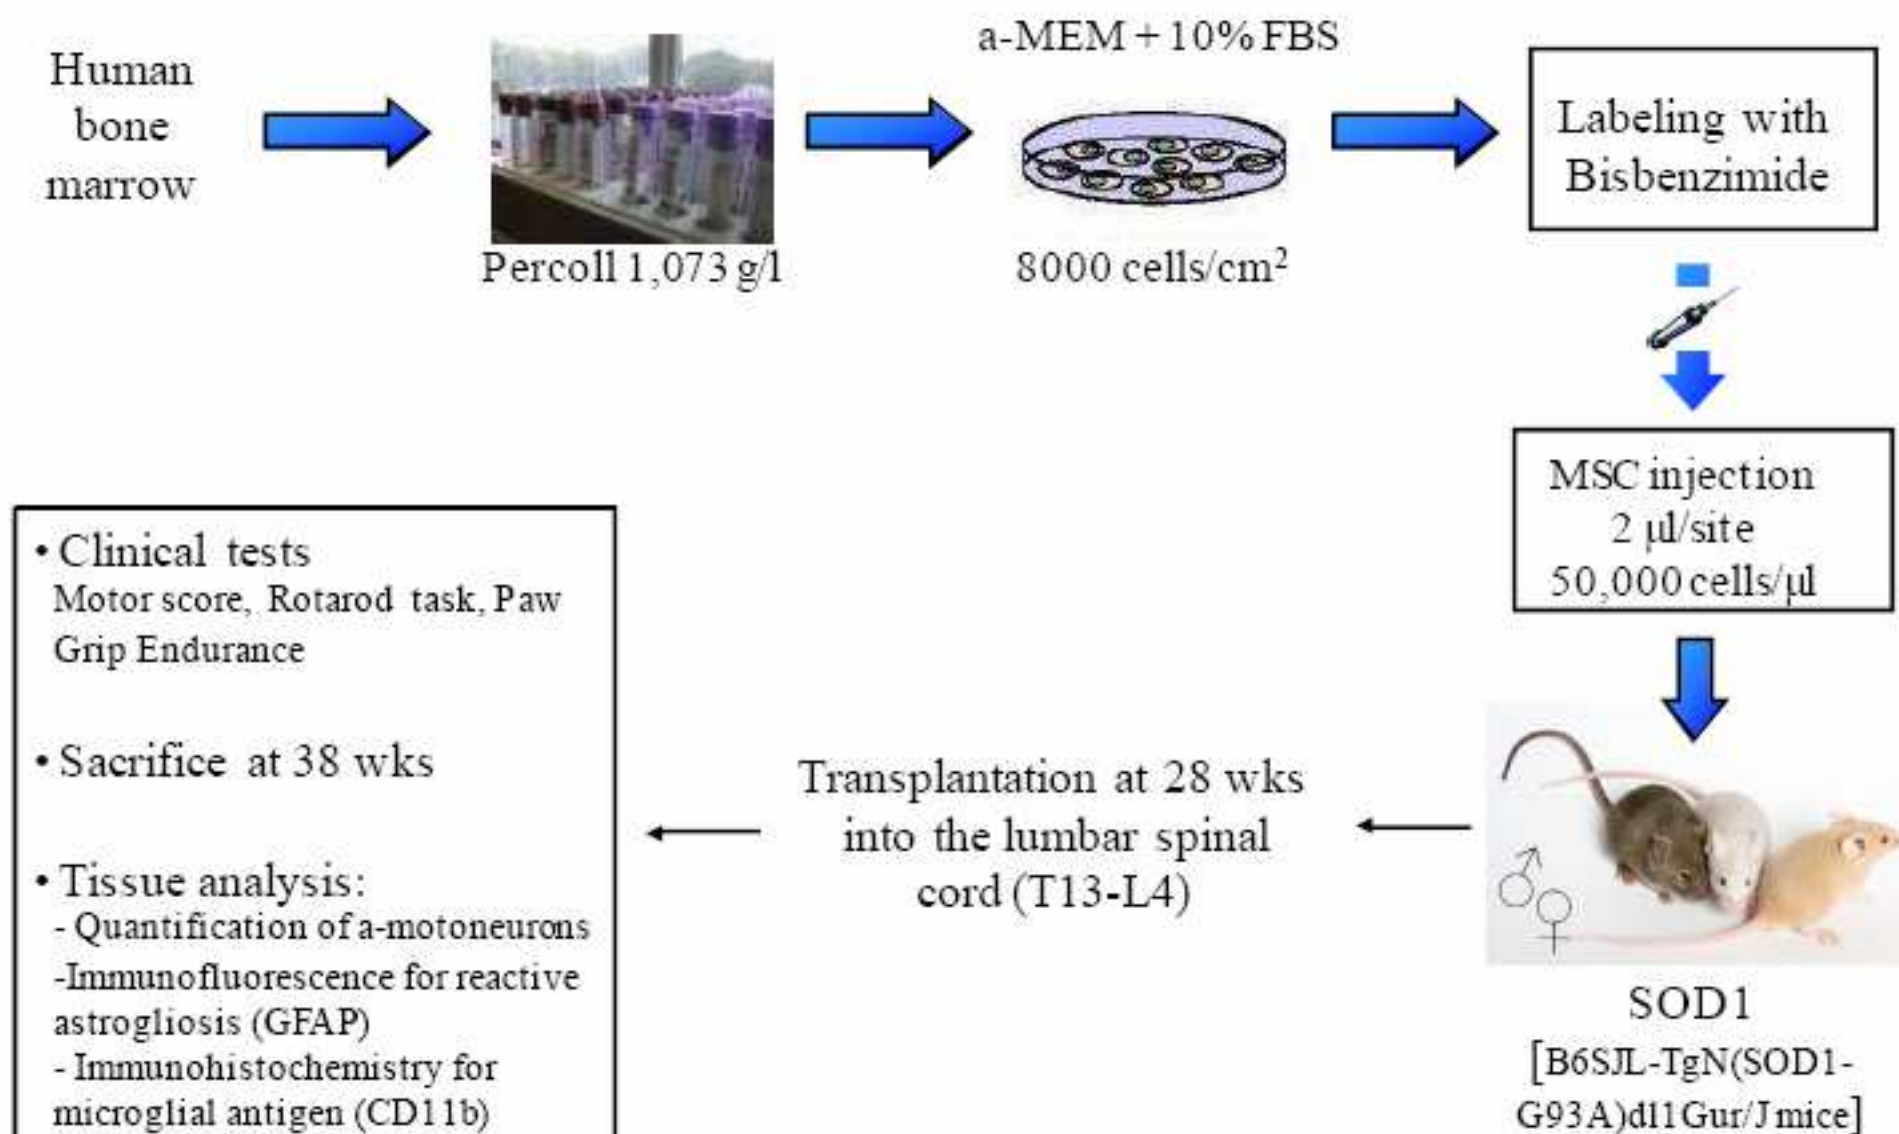 Human
bone
marrow
Percoll 1,073 g/l
a-MEM + 10% FBS
8000 cells/cm²
Labeling with
Bisbenzimide
MSC injection
2 µl/site
50,000 cells/µl
SOD1
[B6SJL-TgN(SOD1-
G93A)dl1Gur/J mice]
Transplantation at 28 wks
into the lumbar spinal
cord (T13-L4)
• Clinical tests
Motor score, Rotarod task, Paw
Grip Endurance
• Sacrifice at 38 wks
• Tissue analysis:
- Quantification of a-motoneurons
-Immunofluorescence for reactive
astrogliosis (GFAP)
- Immunohistochemistry for
microglial antigen (CD11b)